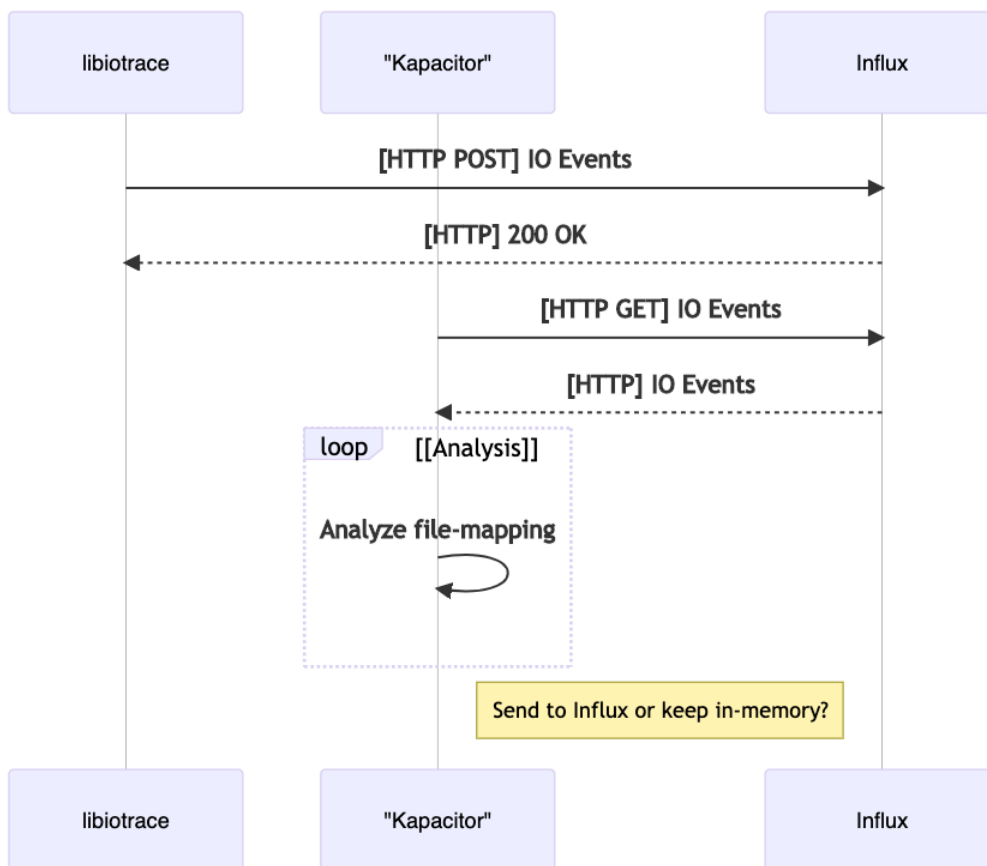 libiotrace
"Kapacitor"
Influx
[HTTP POST] IO Events
[HTTP] 200 OK
[HTTP GET] IO Events
[HTTP] IO Events
loop
[[Analysis]]
Analyze file-mapping
Send to Influx or keep in-memory?
libiotrace
"Kapacitor"
Influx